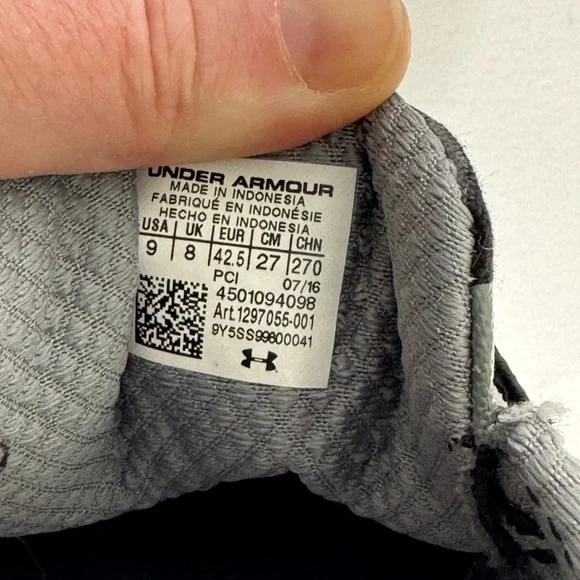 UNDER ARMOUR
MADE IN INDONESIA
FABRIQUÉ EN INDONÉSIE
HECHO EN INDONESIA
USA UK EUR CM CHN
9 8 42.5 27 270
PCI 07/16
4501094098
Art.1297055-001
9Y5SS99800041